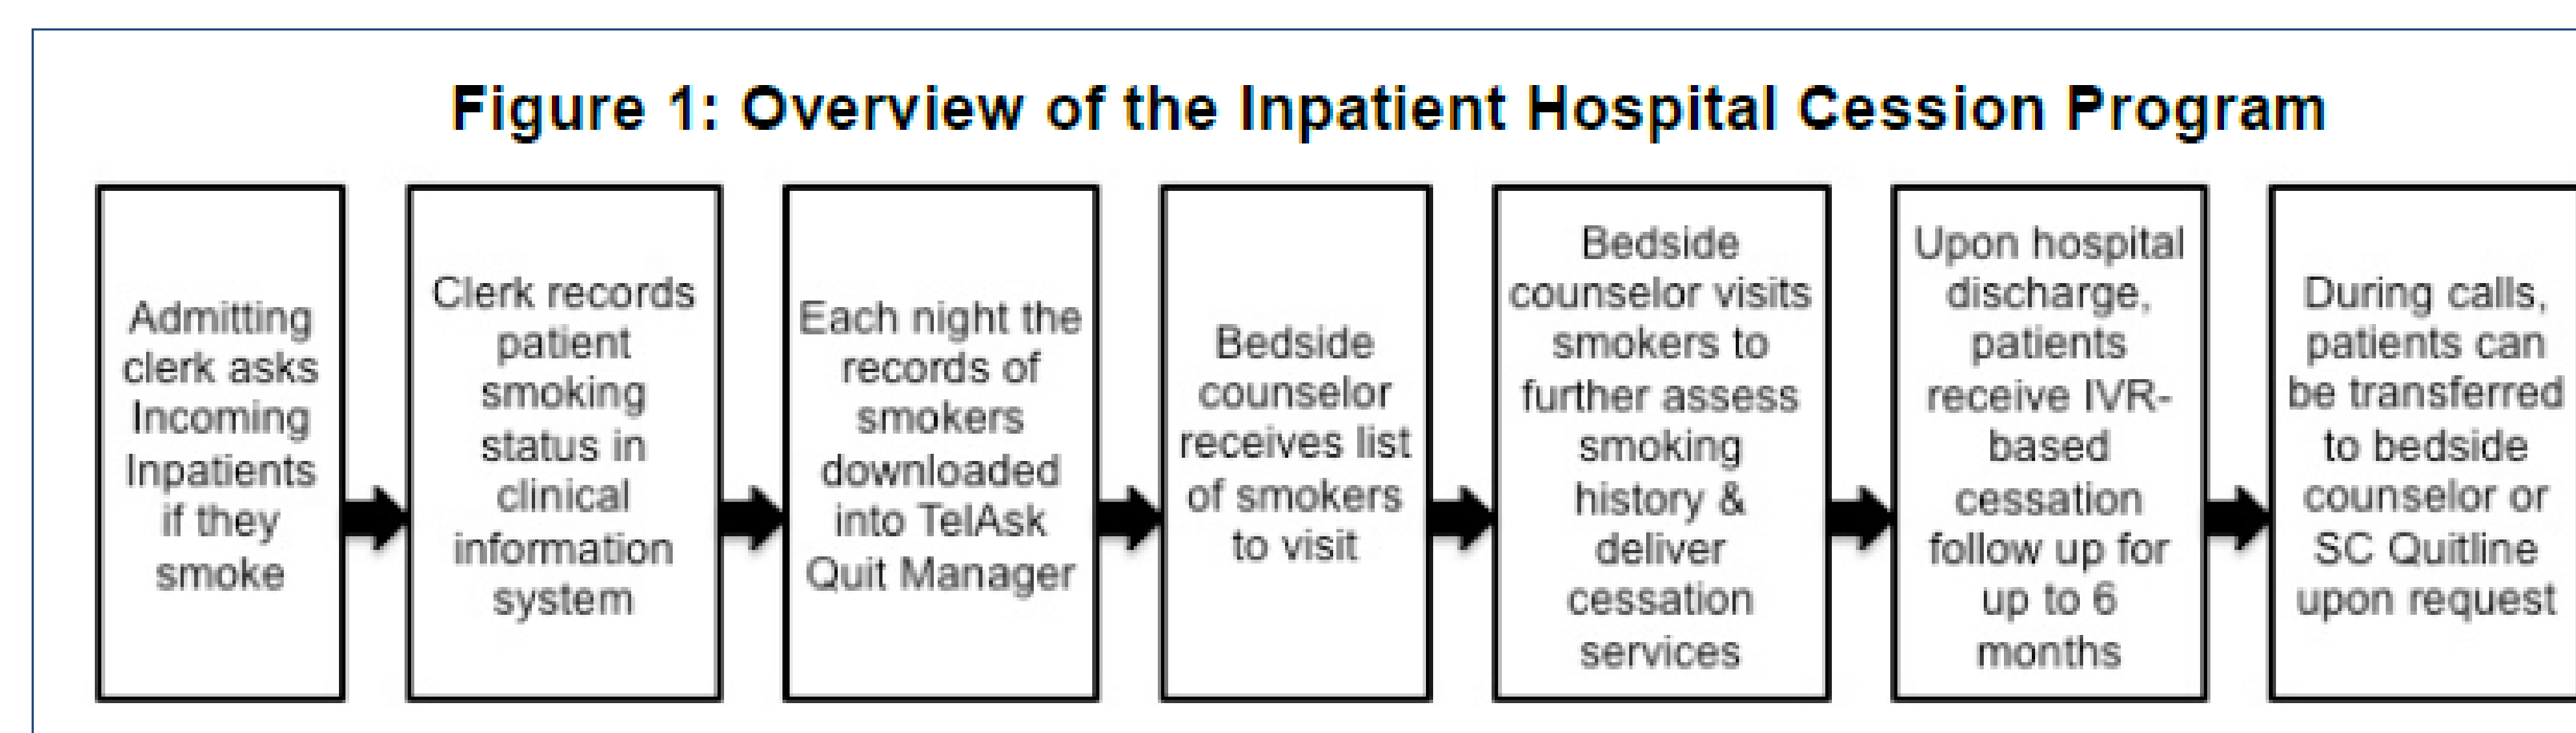 Figure 1: Overview of the Inpatient Hospital Cession Program
Admitting
clerk asks
Incoming
Inpatients
if they
smoke
Clerk records
patient
smoking
status in
clinical
information
system
Each night the
records of
smokers
downloaded
into TelAsk
Quit Manager
Bedside
counselor
receives list
of smokers
to visit
Bedside
counselor visits
smokers to
further assess
smoking
history &
deliver
cessation
services
Upon hospital
discharge,
patients
receive IVR-
based
cessation
follow up for
up to 6
months
During calls,
patients can
be transferred
to bedside
counselor or
SC Quitline
upon request